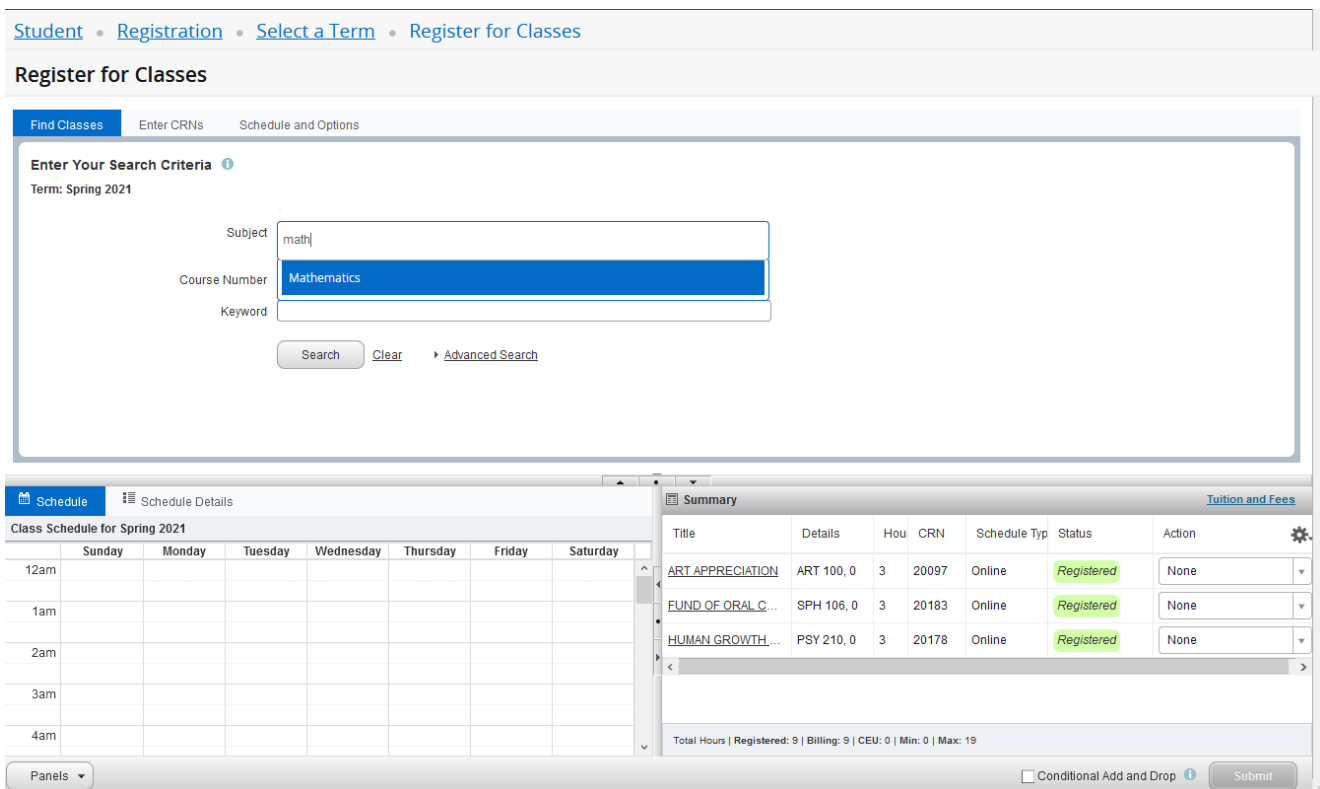 Student • Registration • Select a Term • Register for Classes
Register for Classes
Find Classes Enter CRNs Schedule and Options
Enter Your Search Criteria
Term: Spring 2021
Subject math
Course Number Mathematics
Keyword
Search Clear Advanced Search
Schedule Schedule Details
Class Schedule for Spring 2021
Sunday Monday Tuesday Wednesday Thursday Friday Saturday
12am
1am
2am
3am
4am
Summary Tuition and Fees
Title Details Hou CRN Schedule Typ Status Action
ART APPRECIATION ART 100, 0 3 20097 Online Registered None
FUND OF ORAL C... SPH 106, 0 3 20183 Online Registered None
HUMAN GROWTH ... PSY 210, 0 3 20178 Online Registered None
Total Hours | Registered: 9 | Billing: 9 | CEU: 0 | Min: 0 | Max: 19
Panels Conditional Add and Drop Submit